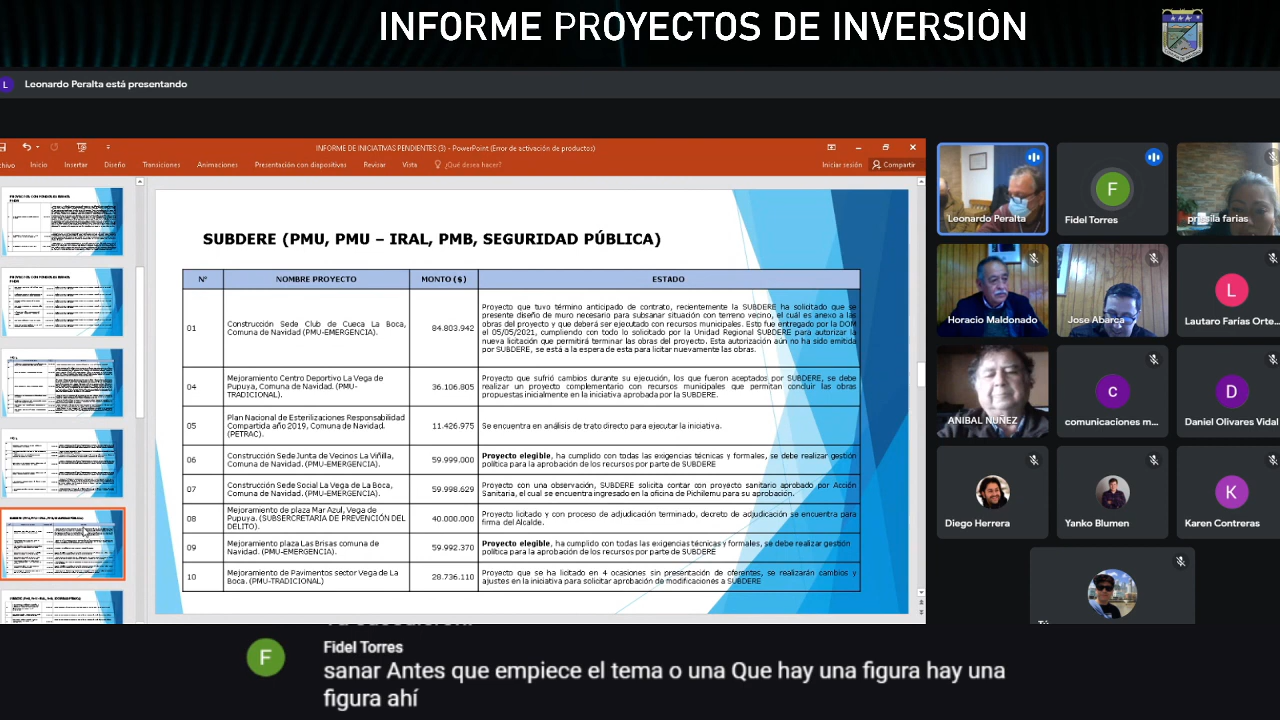 INFORME PROYECTOS DE INVERSIÓN
L
Leonardo Peralta está presentando
INFORME DE INICIATIVAS PENDIENTES (3) - PowerPoint (Error de activación de productos)
chivo Inicio Insertar Diseño Transiciones Animaciones Presentación con diapositivas Revisar Vista ¿Qué desea hacer? Iniciar sesión Compartir
SUBDERE (PMU, PMU – IRAL, PMB, SEGURIDAD PÚBLICA)
Nº NOMBRE PROYECTO MONTO ($) ESTADO
01
Construcción Sede Club de Cueca La Boca,
Comuna de Navidad (PMU-EMERGENCIA).
84.803.942
Proyecto que tuvo término anticipado de contrato, recientemente la SUBDERE ha solicitado que se
presente diseño de muro necesario para subsanar situación con terreno vecino, el cuál es anexo a las
obras del proyecto y que deberá ser ejecutado con recursos municipales. Esto fue entregado por la DOM
el 05/05/2021, cumpliendo con todo lo solicitado por la Unidad Regional SUBDERE para autorizar la
nueva licitación que permitirá terminar las obras del proyecto. Esta autorización aún no ha sido emitida
por SUBDERE, se está a la espera de esta para licitar nuevamente las obras.
04
Mejoramiento Centro Deportivo La Vega de
Pupuya, Comuna de Navidad. (PMU-
TRADICIONAL).
36.106.805
Proyecto que sufrió cambios durante su ejecución, los que fueron aceptados por SUBDERE, se debe
realizar un proyecto complementario con recursos municipales que permitan concluir las obras
propuestas inicialmente en la iniciativa aprobada por la SUBDERE.
05
Plan Nacional de Esterilizaciones Responsabilidad
Compartida año 2019, Comuna de Navidad.
(PETRAC).
11.426.975
Se encuentra en análisis de trato directo para ejecutar la iniciativa.
06
Construcción Sede Junta de Vecinos La Viñilla,
Comuna de Navidad. (PMU-EMERGENCIA).
59.999.000
Proyecto elegible, ha cumplido con todas las exigencias técnicas y formales, se debe realizar gestión
política para la aprobación de los recursos por parte de SUBDERE
07
Construcción Sede Social La Vega de La Boca,
Comuna de Navidad. (PMU-EMERGENCIA).
59.998.629
Proyecto con una observación, SUBDERE solicita contar con proyecto sanitario aprobado por Acción
Sanitaria, el cual se encuentra ingresado en la oficina de Pichilemu para su aprobación.
08
Mejoramiento de plaza Mar Azul, Vega de
Pupuya. (SUBSERCRETARIA DE PREVENCIÓN DEL
DELITO).
40.000.000
Proyecto licitado y con proceso de adjudicación terminado, decreto de adjudicación se encuentra para
firma del Alcalde.
09
Mejoramiento plaza Las Brisas comuna de
Navidad. (PMU-EMERGENCIA).
59.992.370
Proyecto elegible, ha cumplido con todas las exigencias técnicas y formales, se debe realizar gestión
política para la aprobación de los recursos por parte de SUBDERE
10
Mejoramiento de Pavimentos sector Vega de La
Boca. (PMU-TRADICIONAL)
28.736.110
Proyecto que se ha licitado en 4 ocasiones sin presentación de oferentes, se realizarán cambios y
ajustes en la iniciativa para solicitar aprobación de modificaciones a SUBDERE
Leonardo Peralta
F
Fidel Torres
priscila farias
Horacio Maldonado
Jose Abarca
L
Lautaro Farías Orte...
ANIBAL NUÑEZ
c
comunicaciones m...
D
Daniel Olivares Vidal
Diego Herrera
Yanko Blumen
K
Karen Contreras
Tú
F
Fidel Torres
sanar Antes que empiece el tema o una Que hay una figura hay una
figura ahí